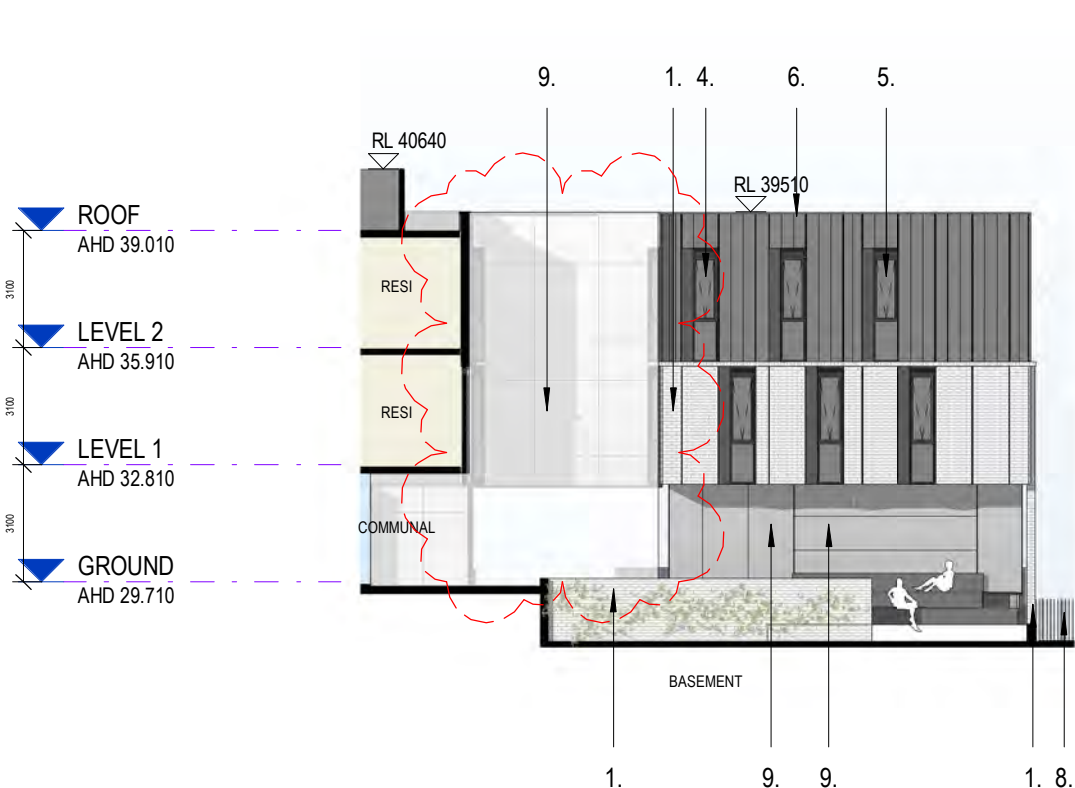 9.
1. 4.
6.
5.
RL 40640
RL 39510
ROOF
AHD 39.010
3100
RESI
LEVEL 2
AHD 35.910
3100
RESI
LEVEL 1
AHD 32.810
3100
COMMUNAL
GROUND
AHD 29.710
BASEMENT
1.
9.
9.
1. 8.